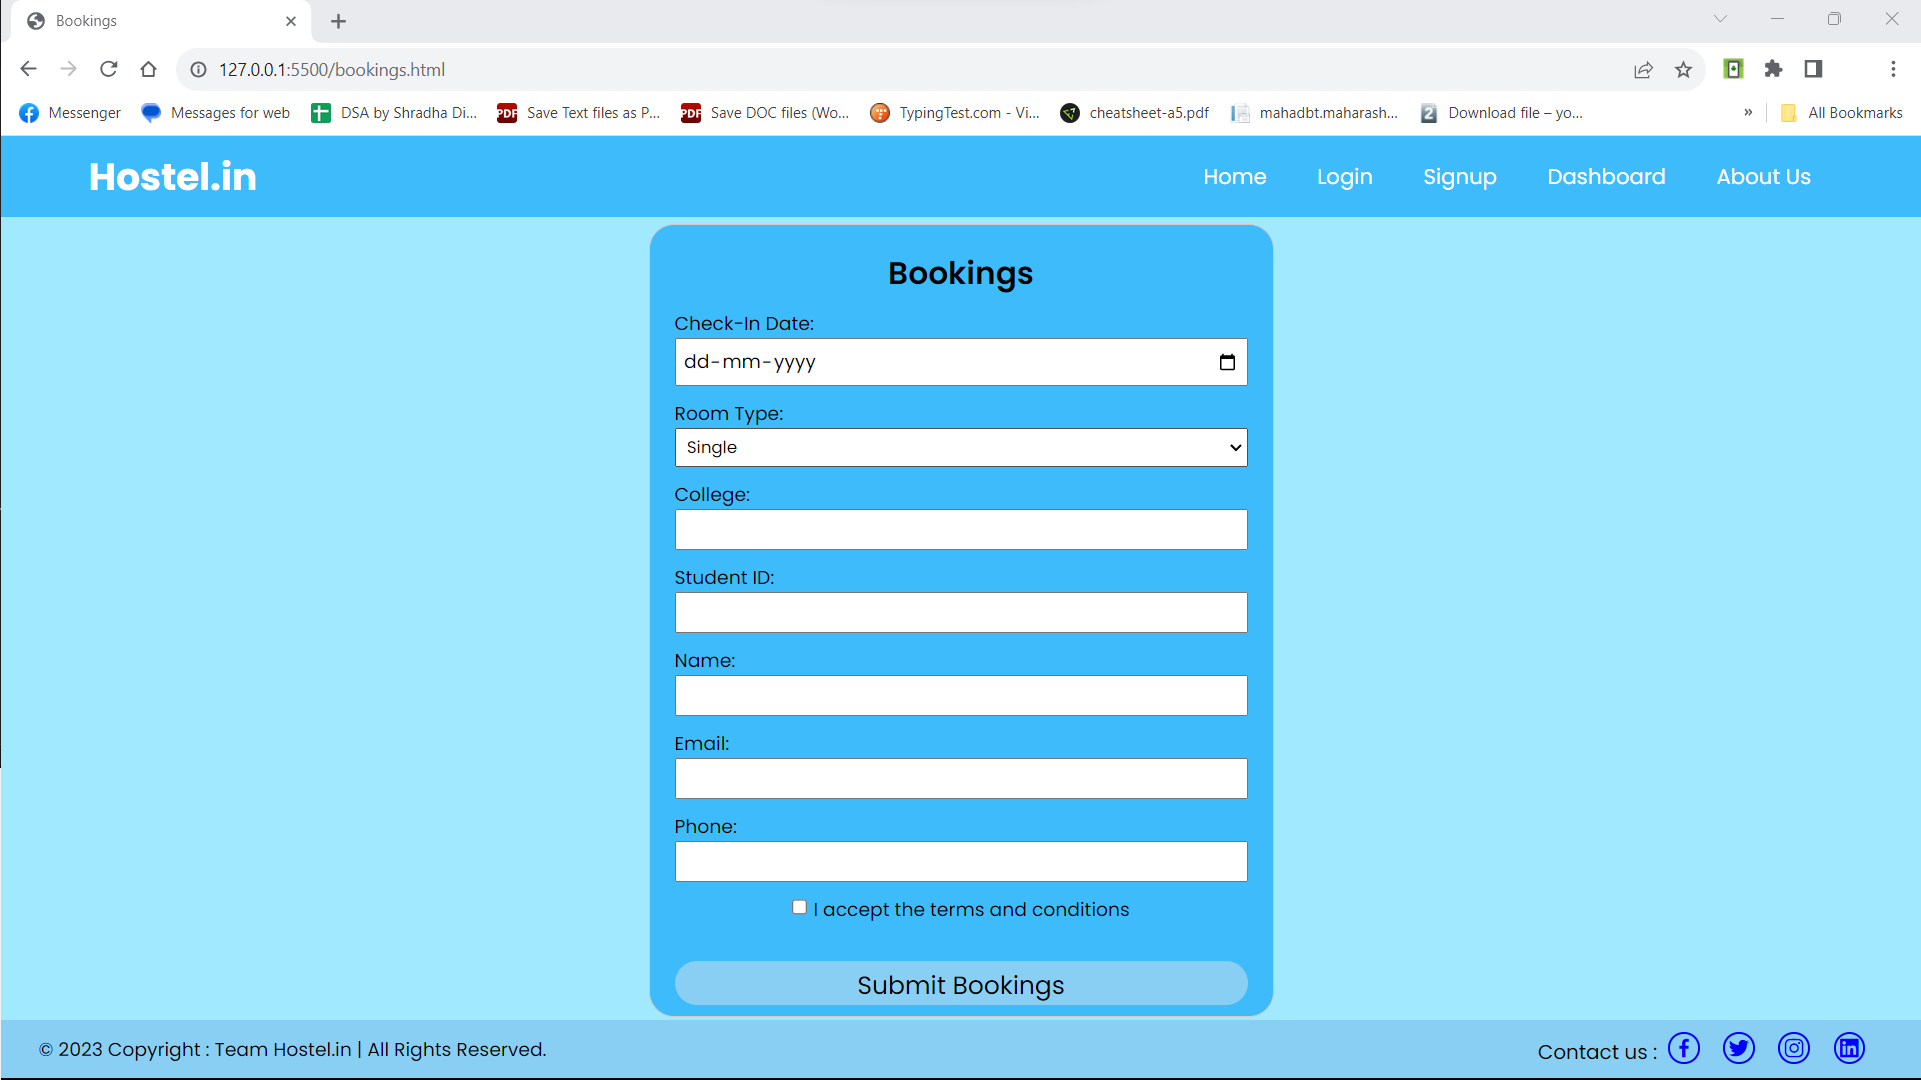 Bookings
127.0.0.1:5500/bookings.html
Messenger Messages for web DSA by Shradha Di... PDF Save Text files as P... PDF Save DOC files (Wo... TypingTest.com - Vi... cheatsheet-a5.pdf mahadbt.maharash... 2 Download file – yo... » All Bookmarks
Hostel.in Home Login Signup Dashboard About Us
Bookings
Check-In Date:
dd-mm-yyyy
Room Type:
Single
College:
Student ID:
Name:
Email:
Phone:
I accept the terms and conditions
Submit Bookings
© 2023 Copyright : Team Hostel.in | All Rights Reserved. Contact us :